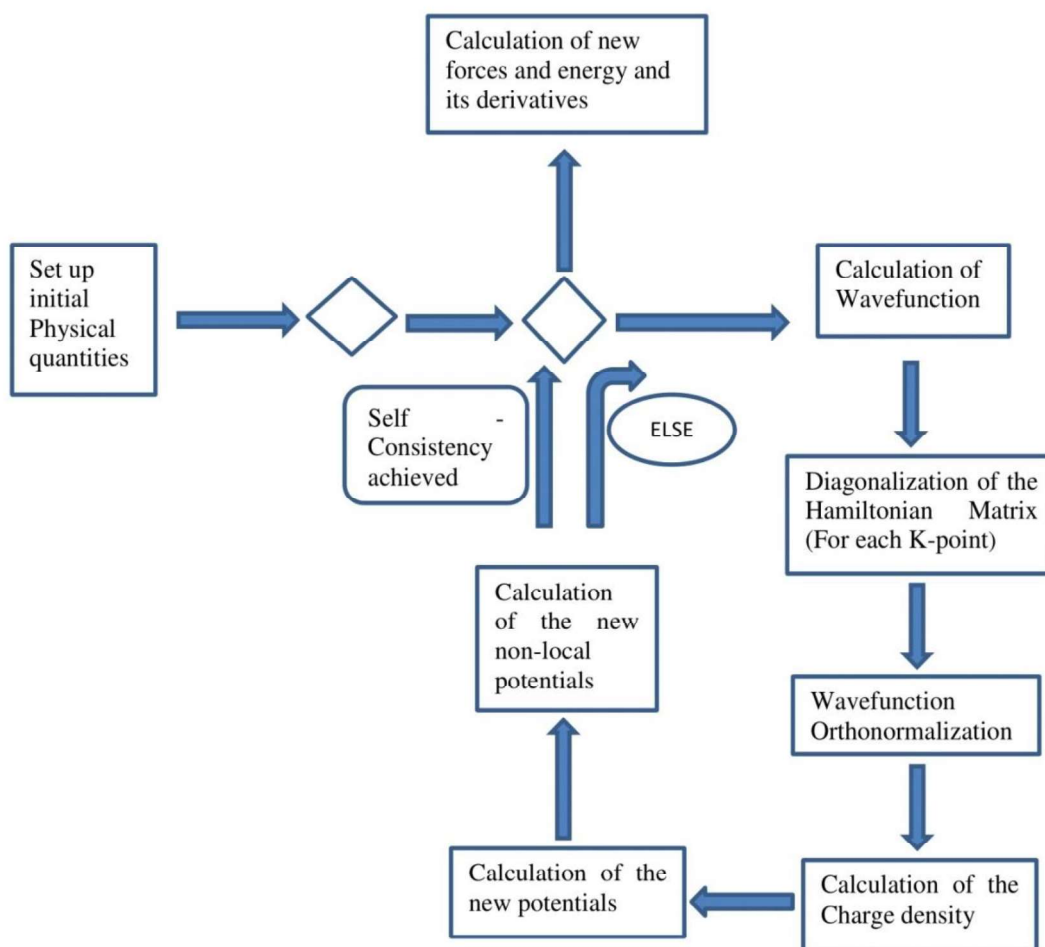 Calculation of new
forces and energy and
its derivatives
Set up
initial
Physical
quantities
Calculation of
Wavefunction
Self -
Consistency
achieved
ELSE
Diagonalization of the
Hamiltonian Matrix
(For each K-point)
Calculation
of the new
non-local
potentials
Wavefunction
Orthonormalization
Calculation of the
new potentials
Calculation of the
Charge density